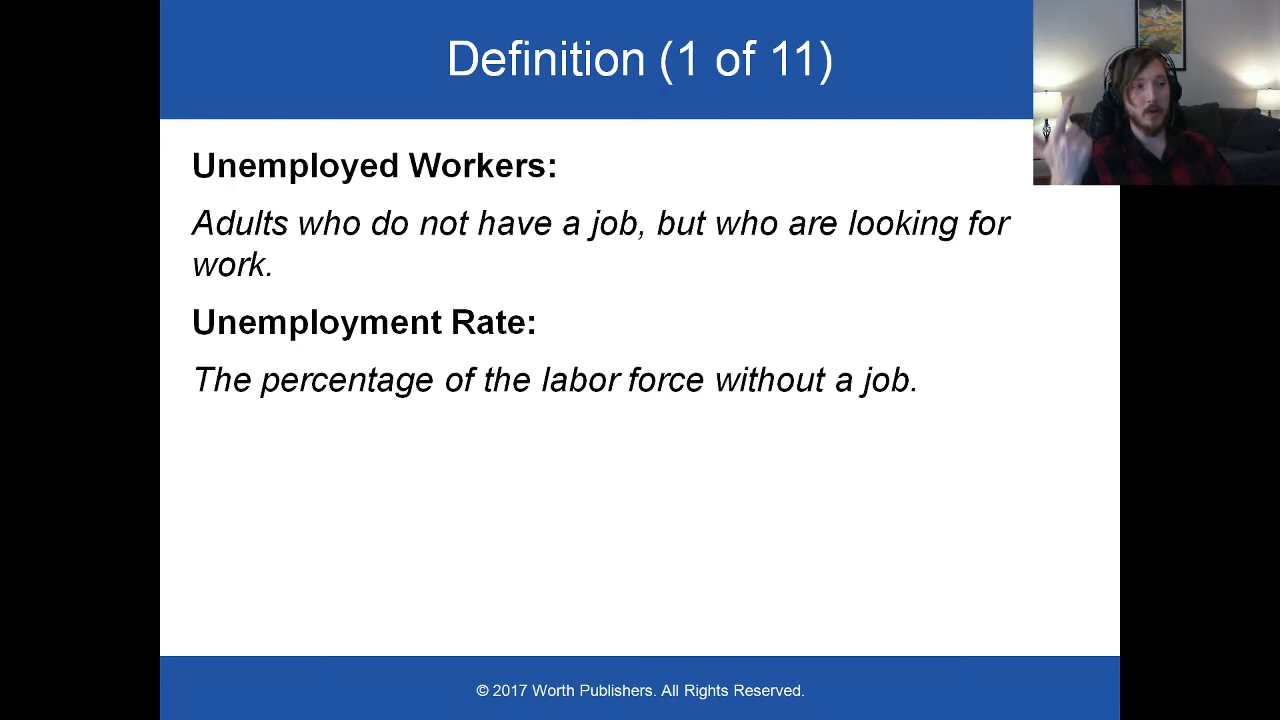 Definition (1 of 11)
Unemployed Workers:
Adults who do not have a job, but who are looking for
work.
Unemployment Rate:
The percentage of the labor force without a job.
© 2017 Worth Publishers. All Rights Reserved.